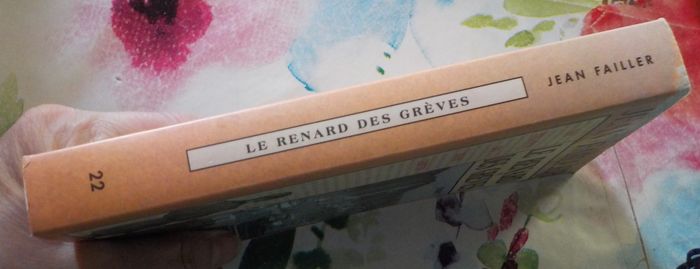 22
LE RENARD DES GRÈVES
JEAN FAILLER